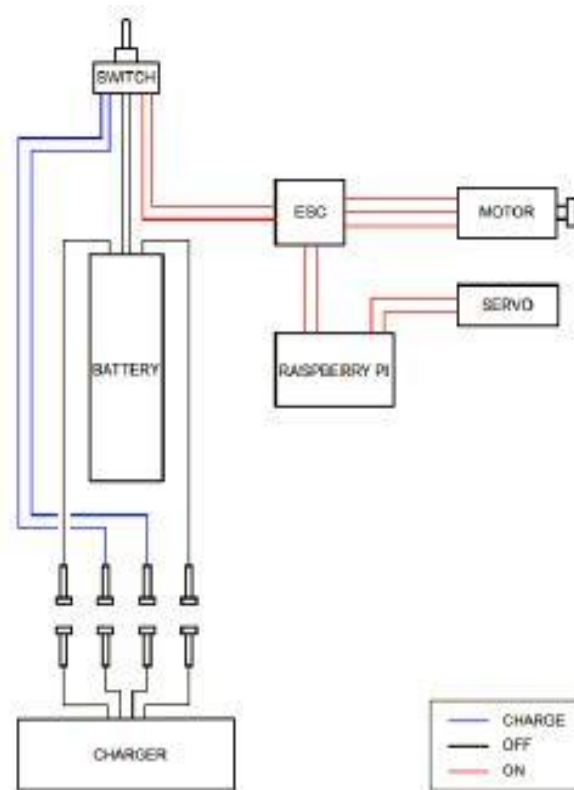 SWITCH
ESC
MOTOR
SERVO
BATTERY
RASPBERRY PI
CHARGER
CHARGE
OFF
ON